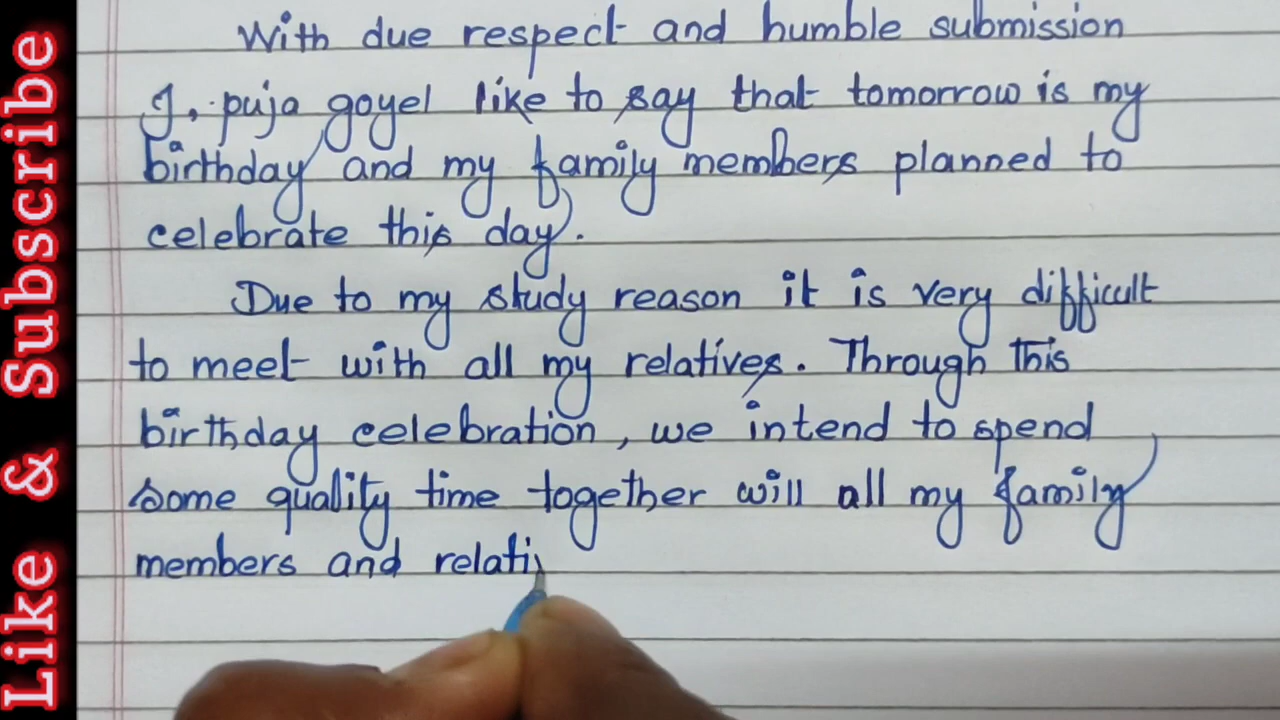 Like & Subscribe
With due respect and humble submission
I, puja goyel like to say that tomorrow is my
birthday and my family members planned to
celebrate this day.
Due to my study reason it is very difficult
to meet with all my relatives. Through this
birthday celebration, we intend to spend
some quality time together will all my family
members and relati